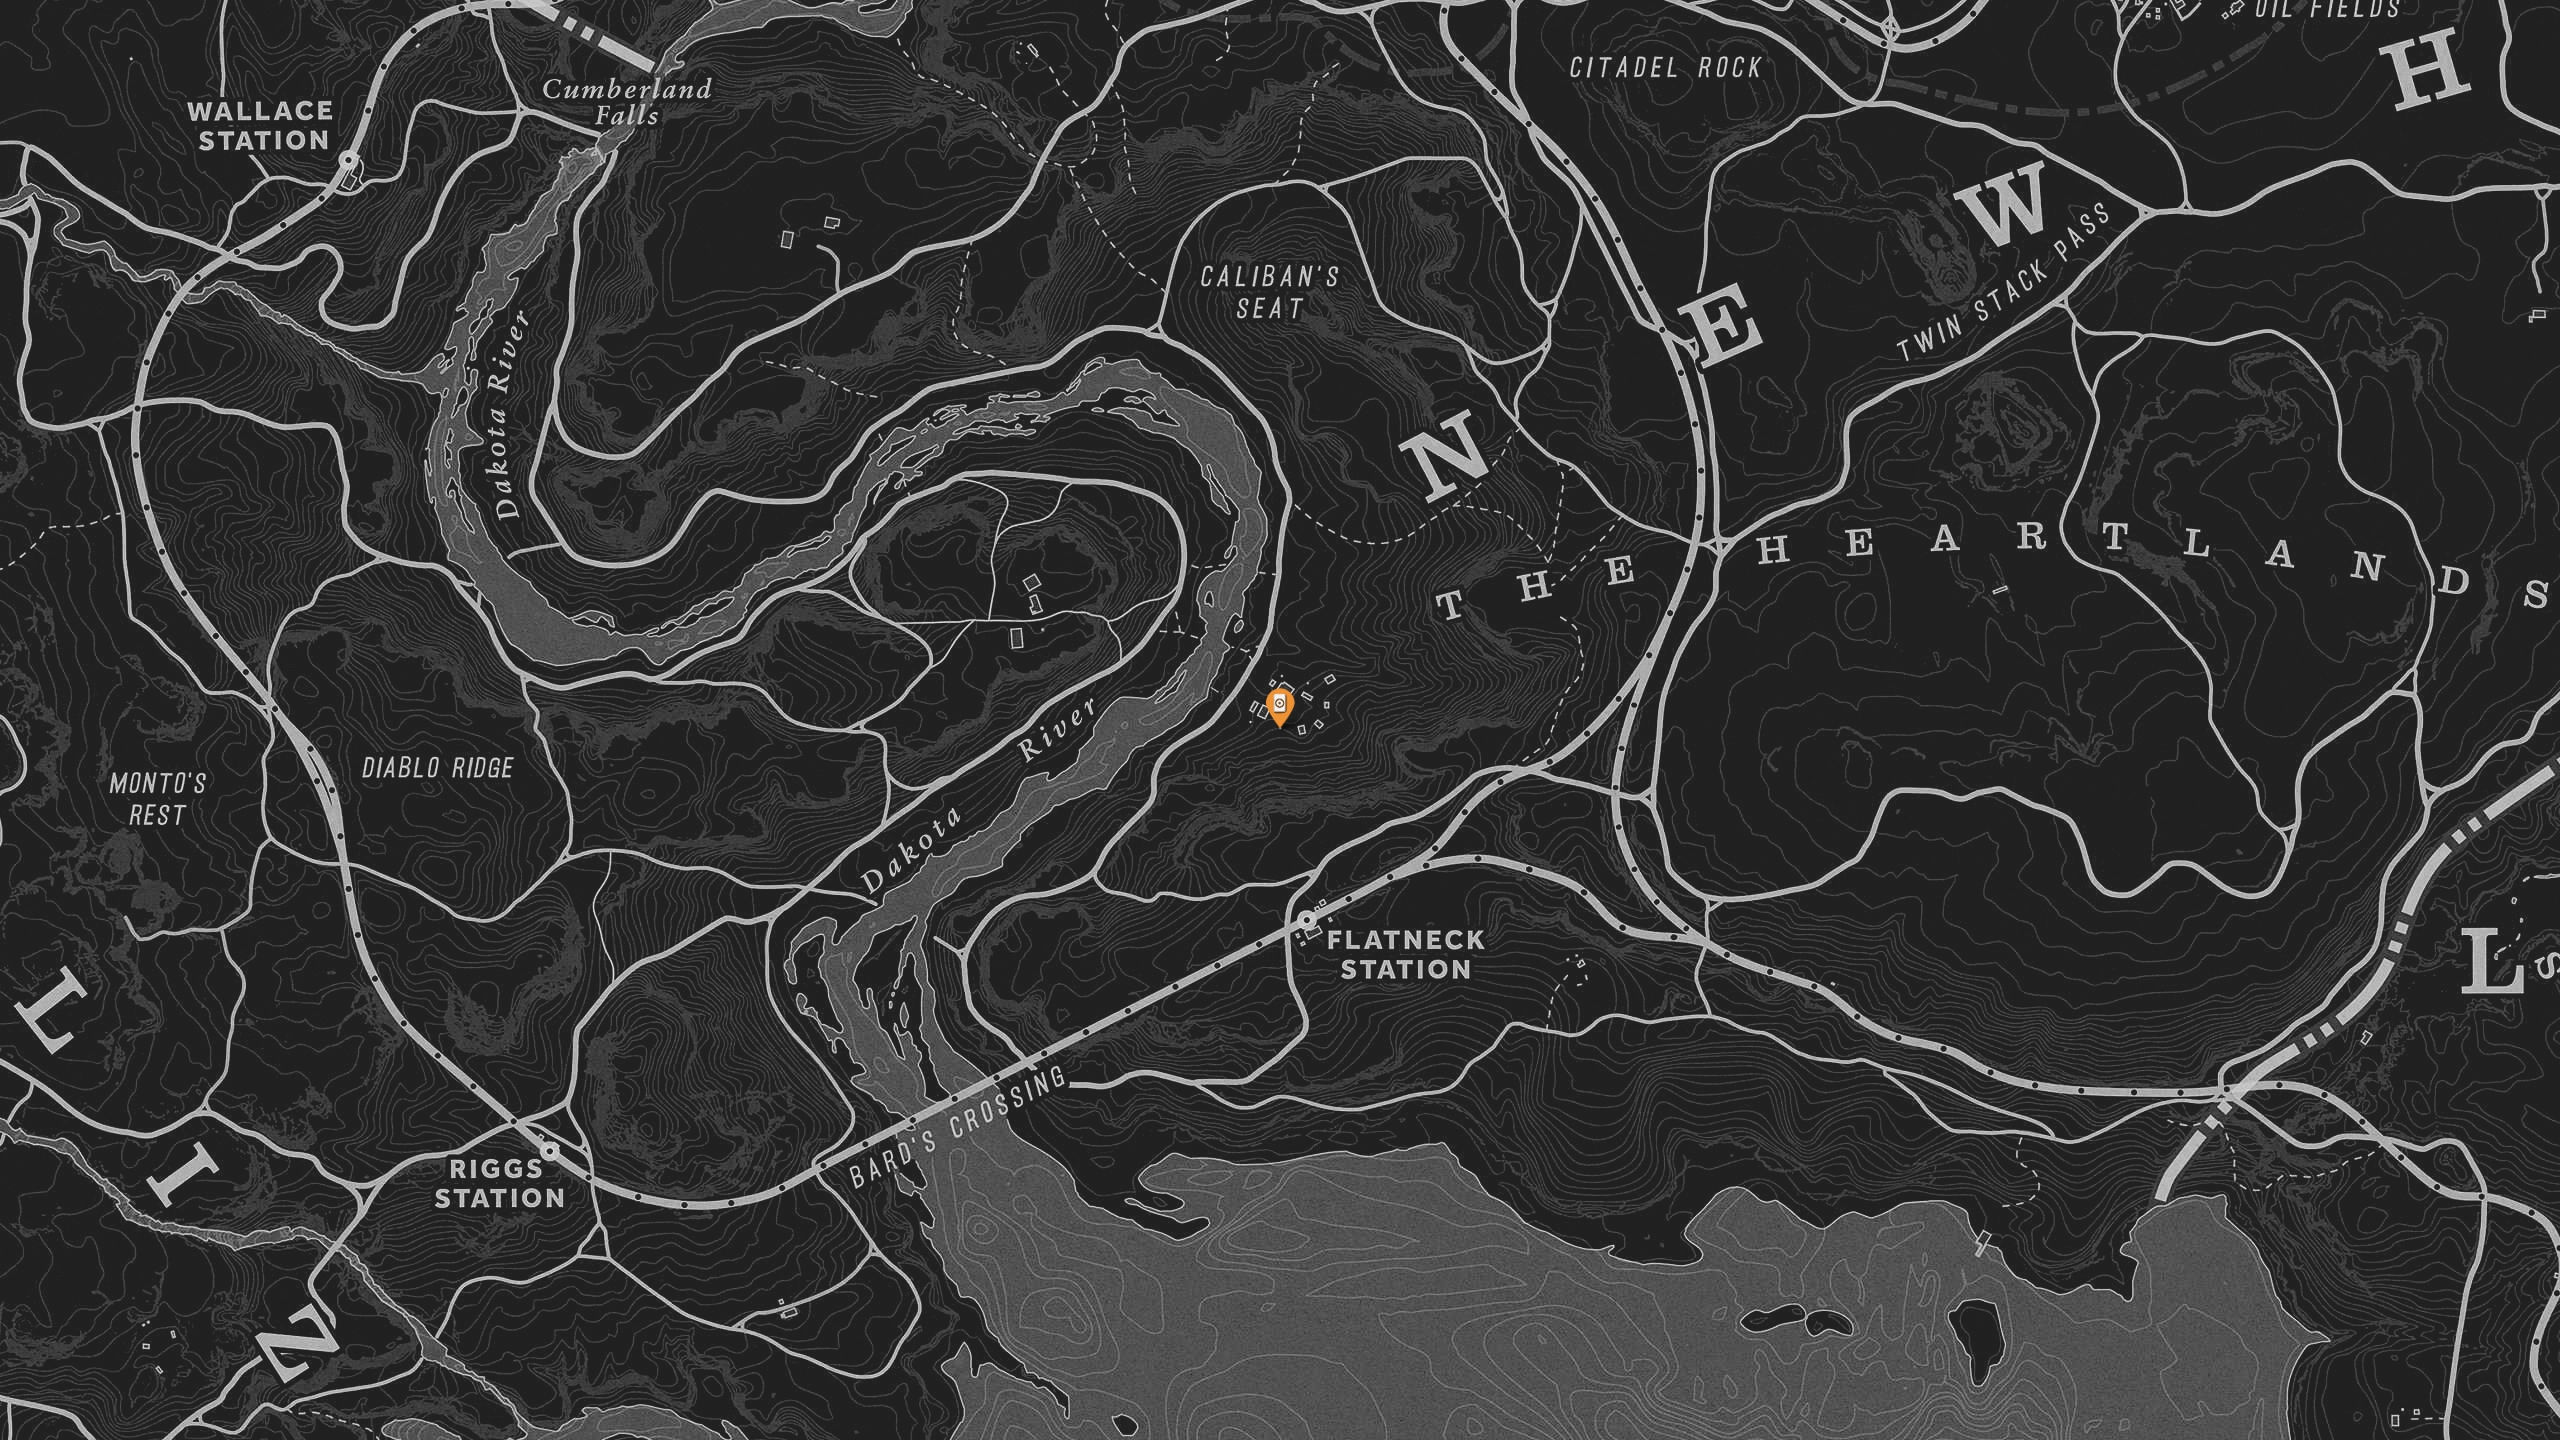 OIL FIELDS
H
CITADEL ROCK
Cumberland
Falls
WALLACE
STATION
W
TWIN STACK PASS
CALIBAN'S
SEAT
E
Dakota River
N
THE HEARTLANDS
River
Dakota
DIABLO RIDGE
MONTO'S
REST
FLATNECK
STATION
L
S
L
BARD'S CROSSING
I
RIGGS
STATION
N